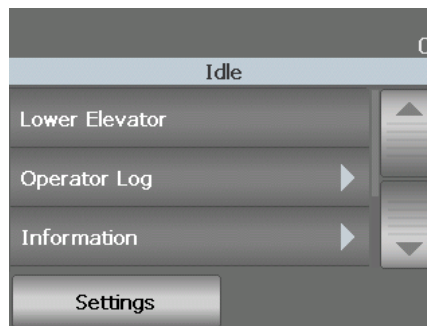 Idle
Lower Elevator
Operator Log
Information
Settings